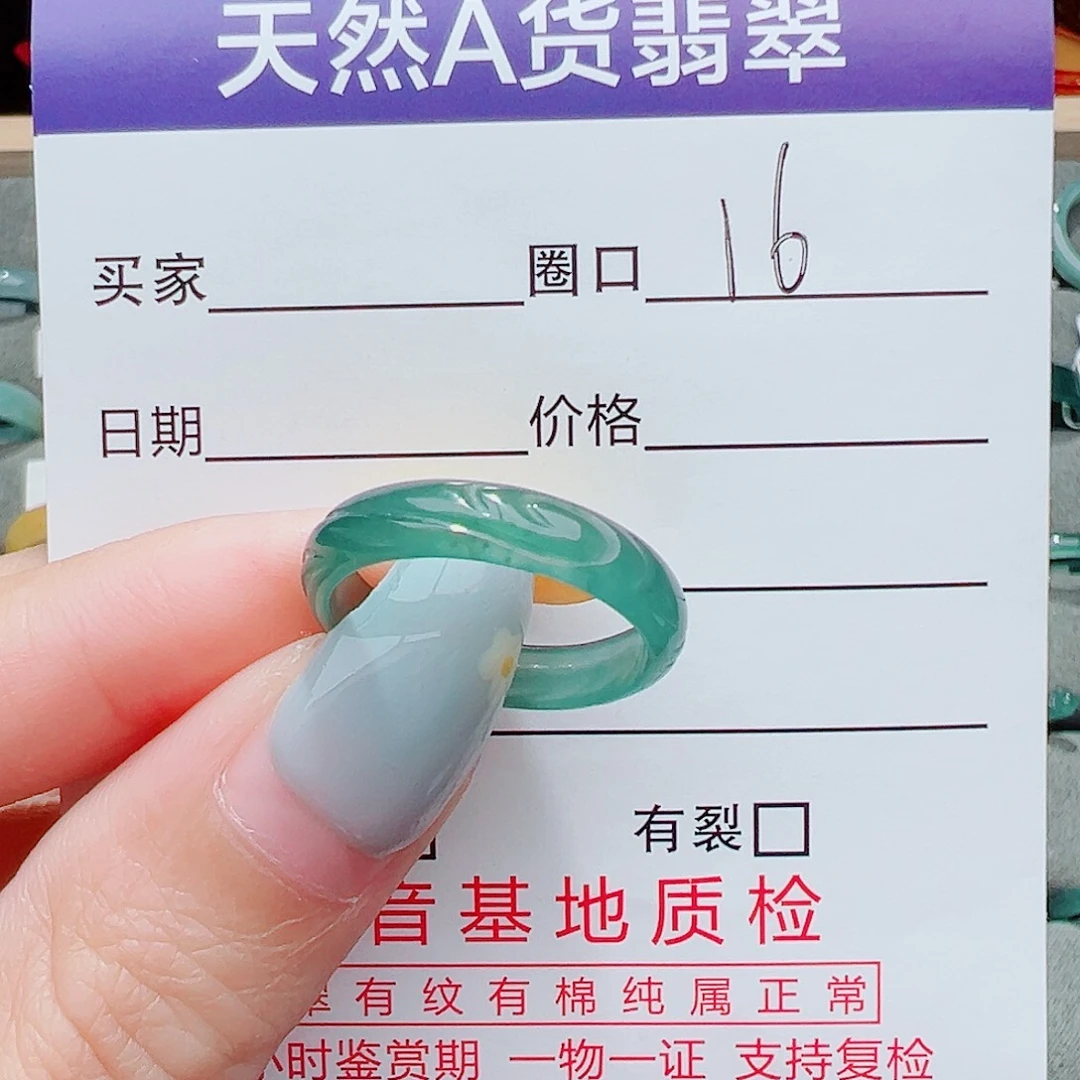 天然A货翡翠
买家 圈口 16
日期 价格
有裂
音基地质检
有纹有棉纯属正常
小时鉴赏期 一物一证 支持复检